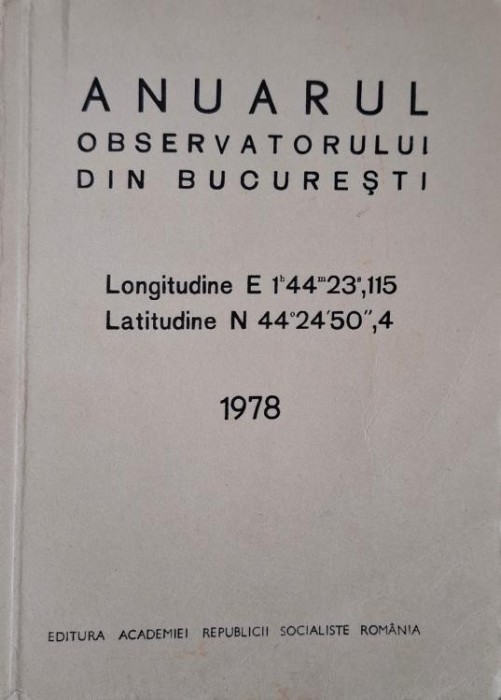 ANUARUL
OBSERVATORULUI
DIN BUCUREŞTI
Longitudine E 1ʰ44ᵐ23ˢ,115
Latitudine N 44°24′50″,4
1978
EDITURA ACADEMIEI REPUBLICII SOCIALISTE ROMÂNIA